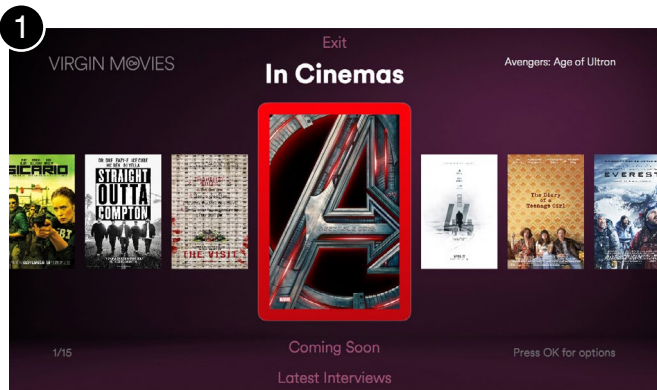 1
Exit
VIRGIN MOVIES
In Cinemas
Avengers: Age of Ultron
SICARIO
STRAIGHT
OUTTA
COMPTON
THE VISIT
MARVEL
The Diary
of a
Teenage Girl
EVEREST
1/15
Coming Soon
Press OK for options
Latest Interviews